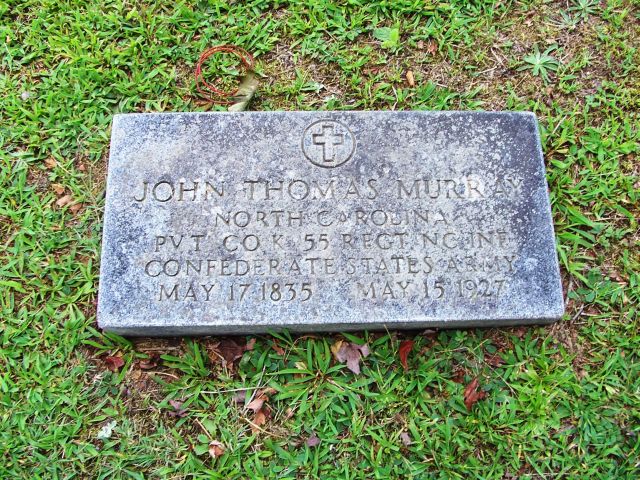 JOHN THOMAS MURRAY
NORTH CAROLINA
PVT CO K 55 REGT NC INF
CONFEDERATE STATES ARMY
MAY 17 1835 MAY 15 1927